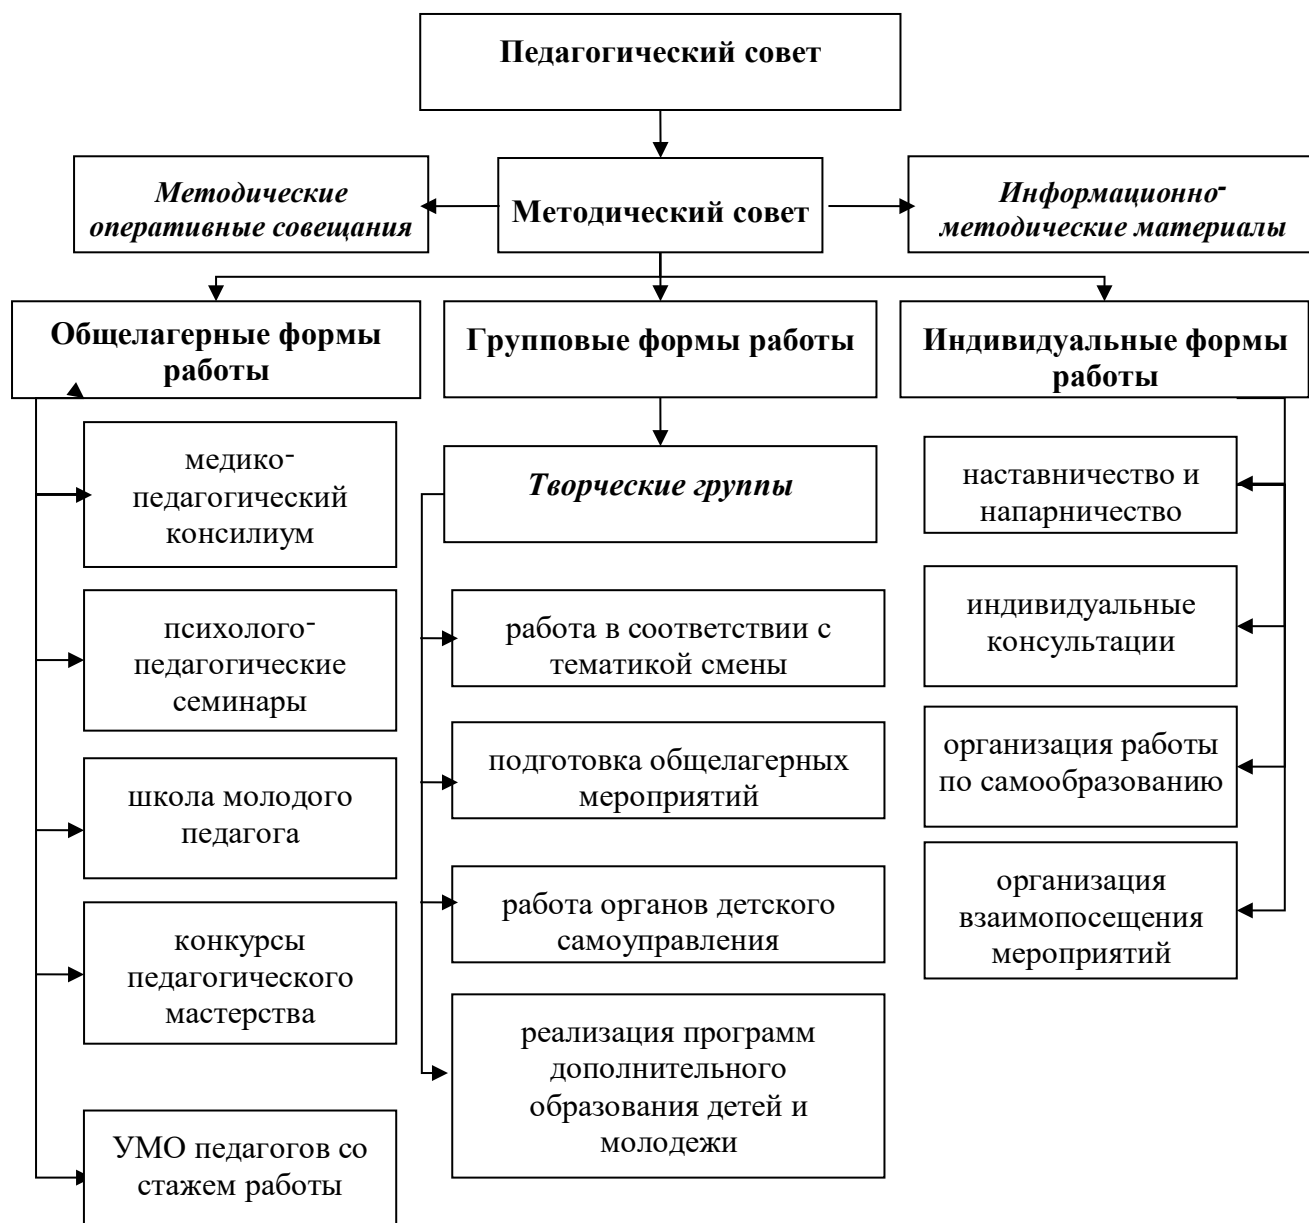 Педагогический совет
Методические
оперативные совещания
Методический совет
Информационно-
методические материалы
Общелагерные формы
работы
Групповые формы работы
Индивидуальные формы
работы
медико-
педагогический
консилиум
психолого-
педагогические
семинары
школа молодого
педагога
конкурсы
педагогического
мастерства
УМО педагогов со
стажем работы
Творческие группы
работа в соответствии с
тематикой смены
подготовка общелагерных
мероприятий
работа органов детского
самоуправления
реализация программ
дополнительного
образования детей и
молодежи
наставничество и
напарничество
индивидуальные
консультации
организация работы
по самообразованию
организация
взаимопосещения
мероприятий